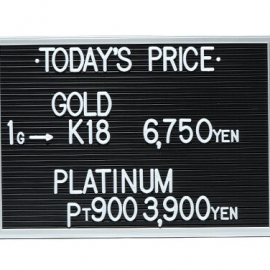 ·TODAY'S PRICE·
GOLD
1G→ K18 6,750YEN
PLATINUM
PT900 3,900YEN